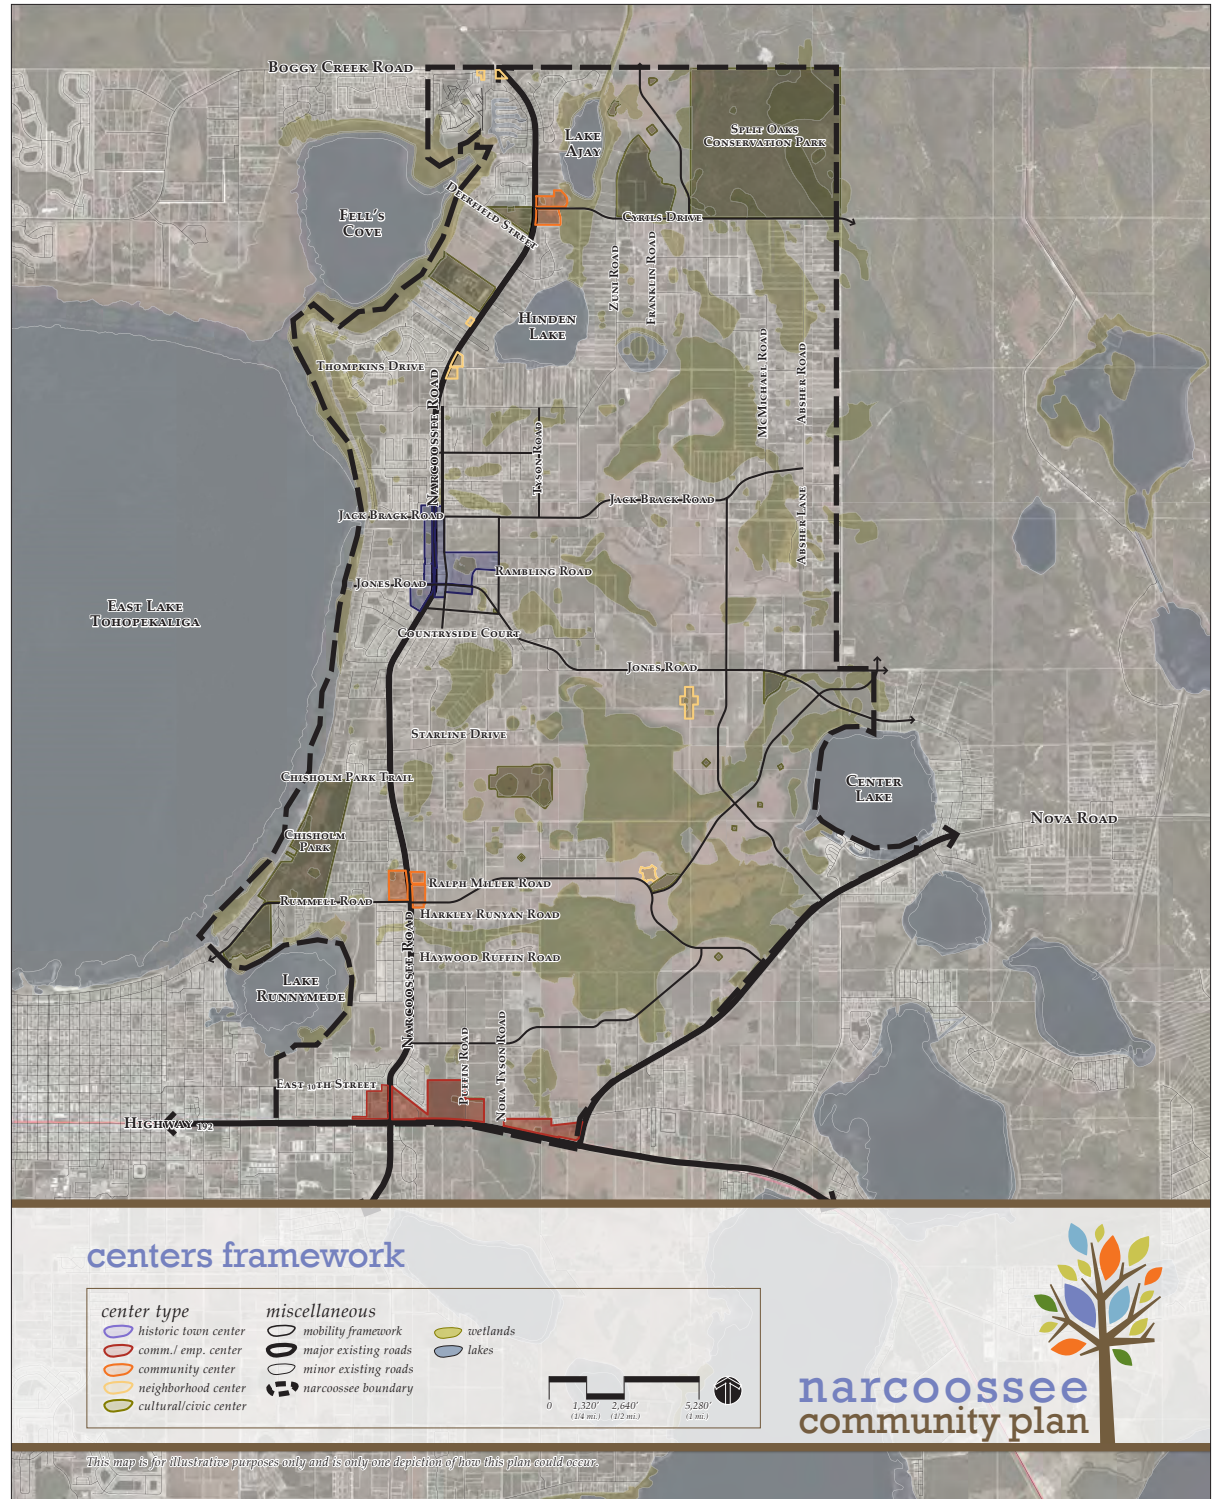 Boggy Creek Road
Lake
Ajay
Split Oaks
Conservation Park
Fell's
Cove
Deerfield Street
Cyrils Drive
Zuni Road
Franklin Road
Hinden
Lake
Thompkins Drive
McMichael Road
Absher Road
Narcoossee Road
Tyson Road
Jack Brack Road
Jack Brack Road
Absher Lane
Rambling Road
Jones Road
East Lake
Tohopekaliga
Countryside Court
Jones Road
Starline Drive
Chisholm Park Trail
Center
Lake
Nova Road
Chisholm
Park
Ralph Miller Road
Rummell Road
Harkley Runyan Road
Narcoossee Road
Haywood Ruffin Road
Lake
Runnymede
Puffin Road
Nora Tyson Road
East 10th Street
Highway 192
centers framework
center type
historic town center
comm./ emp. center
community center
neighborhood center
cultural/civic center
miscellaneous
mobility framework
major existing roads
minor existing roads
narcoossee boundary
wetlands
lakes
0 1,320' 2,640' 5,280'
(1/4 mi.) (1/2 mi.) (1 mi.)
narcoossee
community plan
This map is for illustrative purposes only and is only one depiction of how this plan could occur.